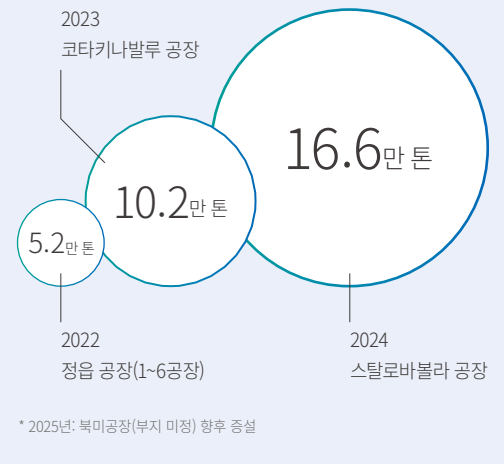 2023
코타키나발루 공장
16.6만 톤
10.2만 톤
5.2만 톤
2022
정읍 공장(1~6공장)
2024
스탈로바볼라 공장
* 2025년: 북미공장(부지 미정) 향후 증설